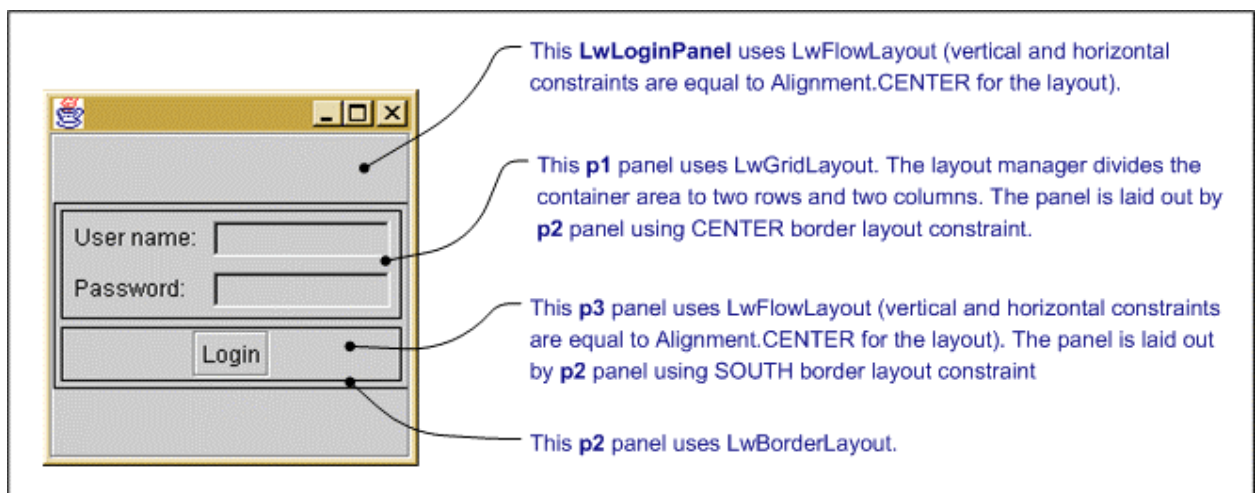 This LwLoginPanel uses LwFlowLayout (vertical and horizontal
constraints are equal to Alignment.CENTER for the layout).
This p1 panel uses LwGridLayout. The layout manager divides the
container area to two rows and two columns. The panel is laid out by
p2 panel using CENTER border layout constraint.
User name:
Password:
This p3 panel uses LwFlowLayout (vertical and horizontal constraints
are equal to Alignment.CENTER for the layout). The panel is laid out
by p2 panel using SOUTH border layout constraint
Login
This p2 panel uses LwBorderLayout.